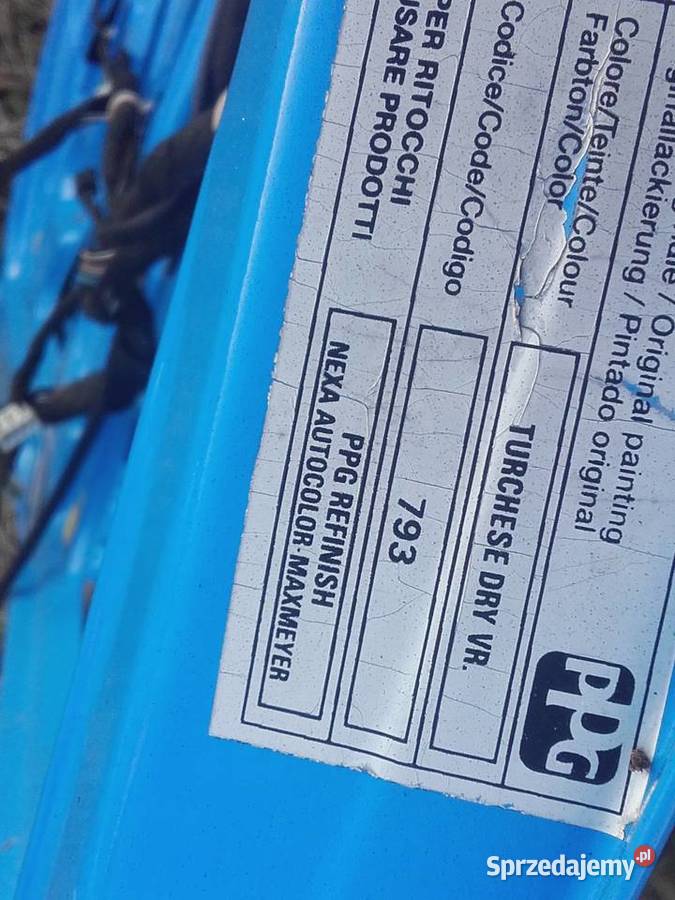 Original painting
Pintado original
Colore/Teinte/Colour
Farbton/Color
TURCHESE DRY VR.
PPG
Codice/Code/Codigo
793
PER RITOCCHI
USARE PRODOTTI
PPG REFINISH
NEXA AUTOCOLOR-MAXMEYER
Sprzedajemy.pl